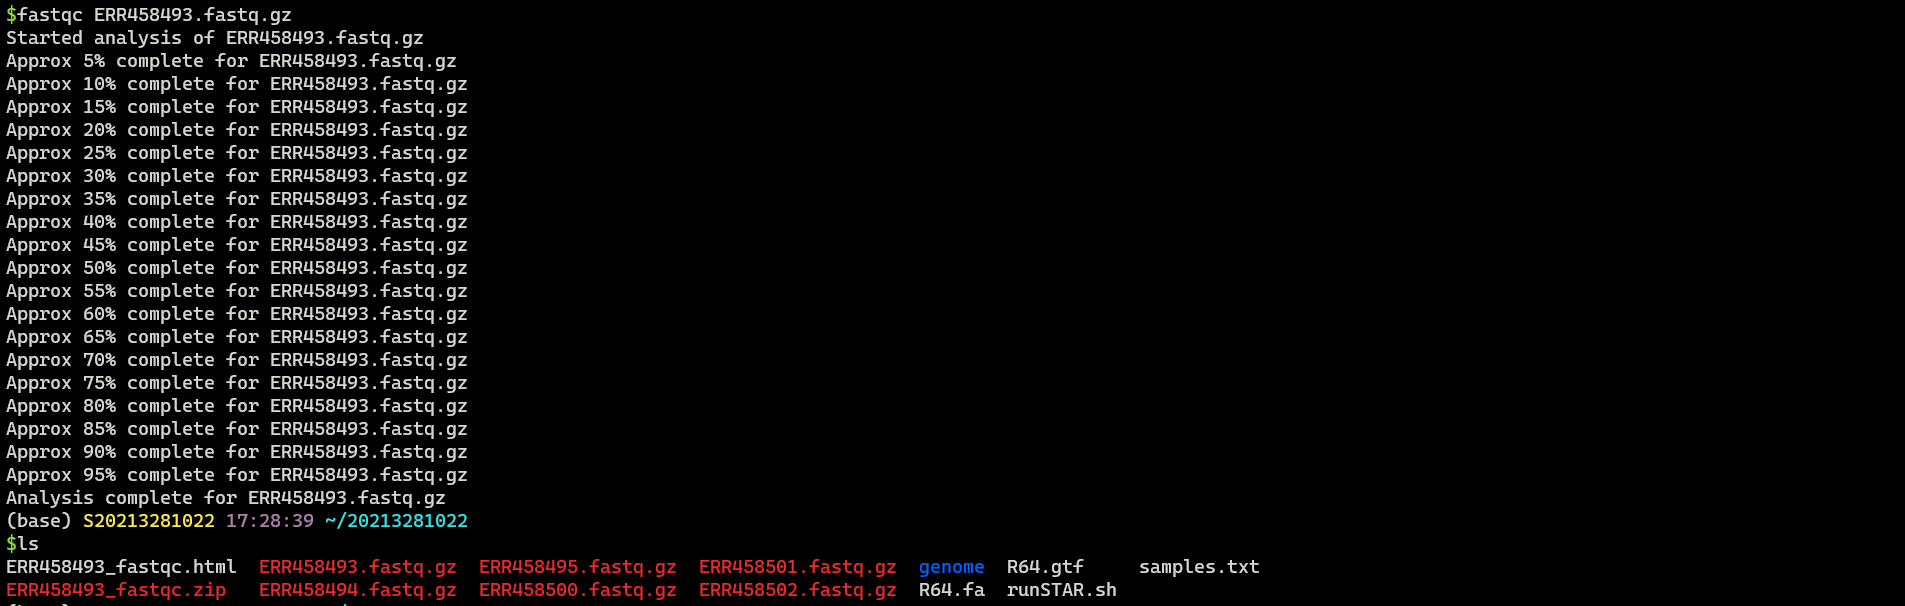 $fastqc ERR458493.fastq.gz
Started analysis of ERR458493.fastq.gz
Approx 5% complete for ERR458493.fastq.gz
Approx 10% complete for ERR458493.fastq.gz
Approx 15% complete for ERR458493.fastq.gz
Approx 20% complete for ERR458493.fastq.gz
Approx 25% complete for ERR458493.fastq.gz
Approx 30% complete for ERR458493.fastq.gz
Approx 35% complete for ERR458493.fastq.gz
Approx 40% complete for ERR458493.fastq.gz
Approx 45% complete for ERR458493.fastq.gz
Approx 50% complete for ERR458493.fastq.gz
Approx 55% complete for ERR458493.fastq.gz
Approx 60% complete for ERR458493.fastq.gz
Approx 65% complete for ERR458493.fastq.gz
Approx 70% complete for ERR458493.fastq.gz
Approx 75% complete for ERR458493.fastq.gz
Approx 80% complete for ERR458493.fastq.gz
Approx 85% complete for ERR458493.fastq.gz
Approx 90% complete for ERR458493.fastq.gz
Approx 95% complete for ERR458493.fastq.gz
Analysis complete for ERR458493.fastq.gz
(base) S20213281022 17:28:39 ~/20213281022
$ls
ERR458493_fastqc.html  ERR458493.fastq.gz  ERR458495.fastq.gz  ERR458501.fastq.gz  genome  R64.gtf     samples.txt
ERR458493_fastqc.zip   ERR458494.fastq.gz  ERR458500.fastq.gz  ERR458502.fastq.gz  R64.fa  runSTAR.sh